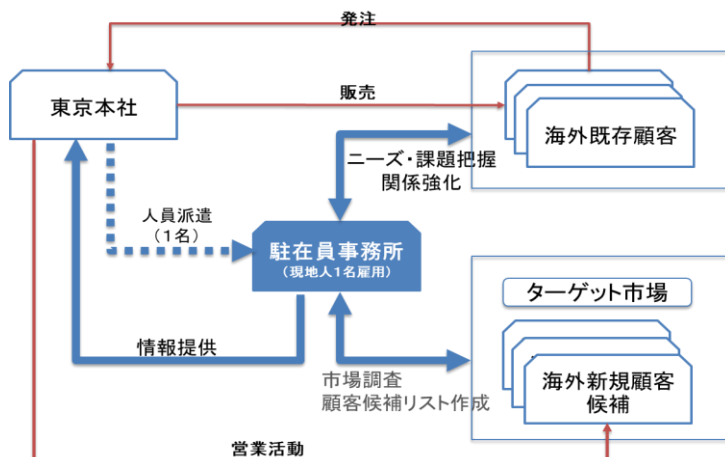 発注
東京本社
販売
海外既存顧客
ニーズ・課題把握
関係強化
人員派遣
（１名）
駐在員事務所
（現地人１名雇用）
ターゲット市場
情報提供
市場調査
顧客候補リスト作成
海外新規顧客
候補
営業活動